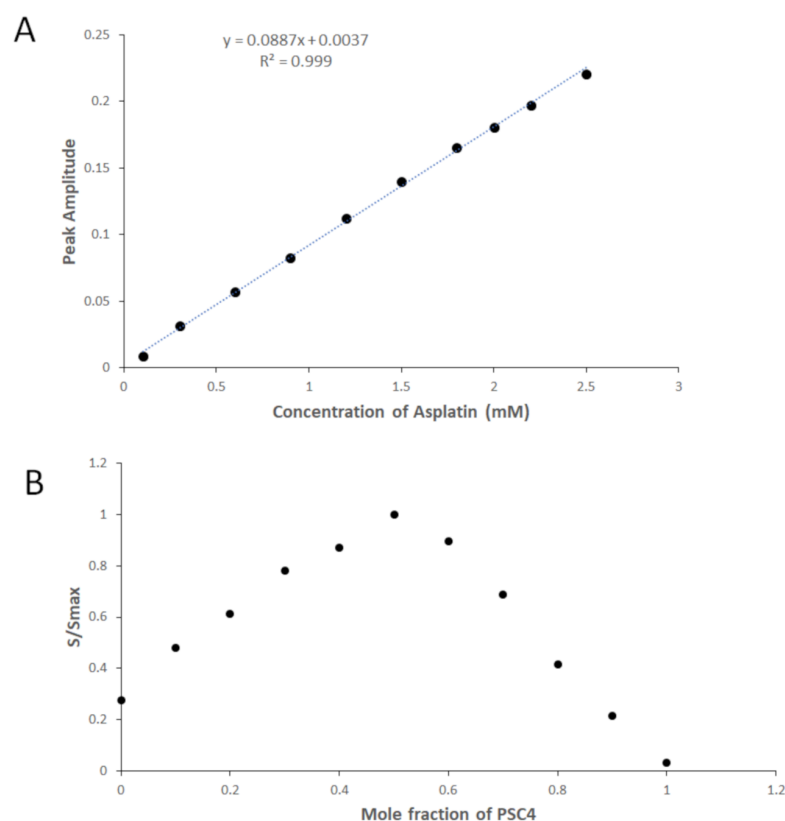 A
y = 0.0887x + 0.0037
R² = 0.999
0.25
0.2
0.15
0.1
0.05
0
Peak Amplitude
0 0.5 1 1.5 2 2.5 3
Concentration of Asplatin (mM)
B
1.2
1
0.8
0.6
0.4
0.2
0
S/Smax
0 0.2 0.4 0.6 0.8 1 1.2
Mole fraction of PSC4